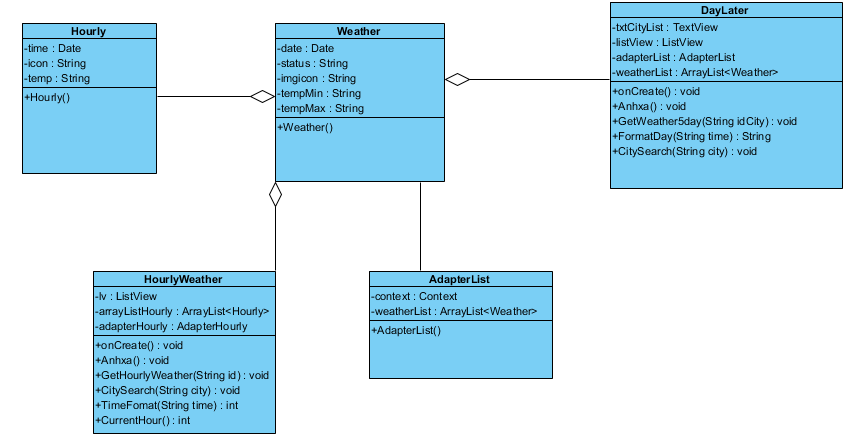 Hourly
-time : Date
-icon : String
-temp : String
+Hourly()
Weather
-date : Date
-status : String
-imgicon : String
-tempMin : String
-tempMax : String
+Weather()
DayLater
-txtCityList : TextView
-listView : ListView
-adapterList : AdapterList
-weatherList : ArrayList<Weather>
+onCreate() : void
+Anhxa() : void
+GetWeather5day(String idCity) : void
+FormatDay(String time) : String
+CitySearch(String city) : void
HourlyWeather
-lv : ListView
-arrayListHourly : ArrayList<Hourly>
-adapterHourly : AdapterHourly
+onCreate() : void
+Anhxa() : void
+GetHourlyWeather(String id) : void
+CitySearch(String city) : void
+TimeFomat(String time) : int
+CurrentHour() : int
AdapterList
-context : Context
-weatherList : ArrayList<Weather>
+AdapterList()